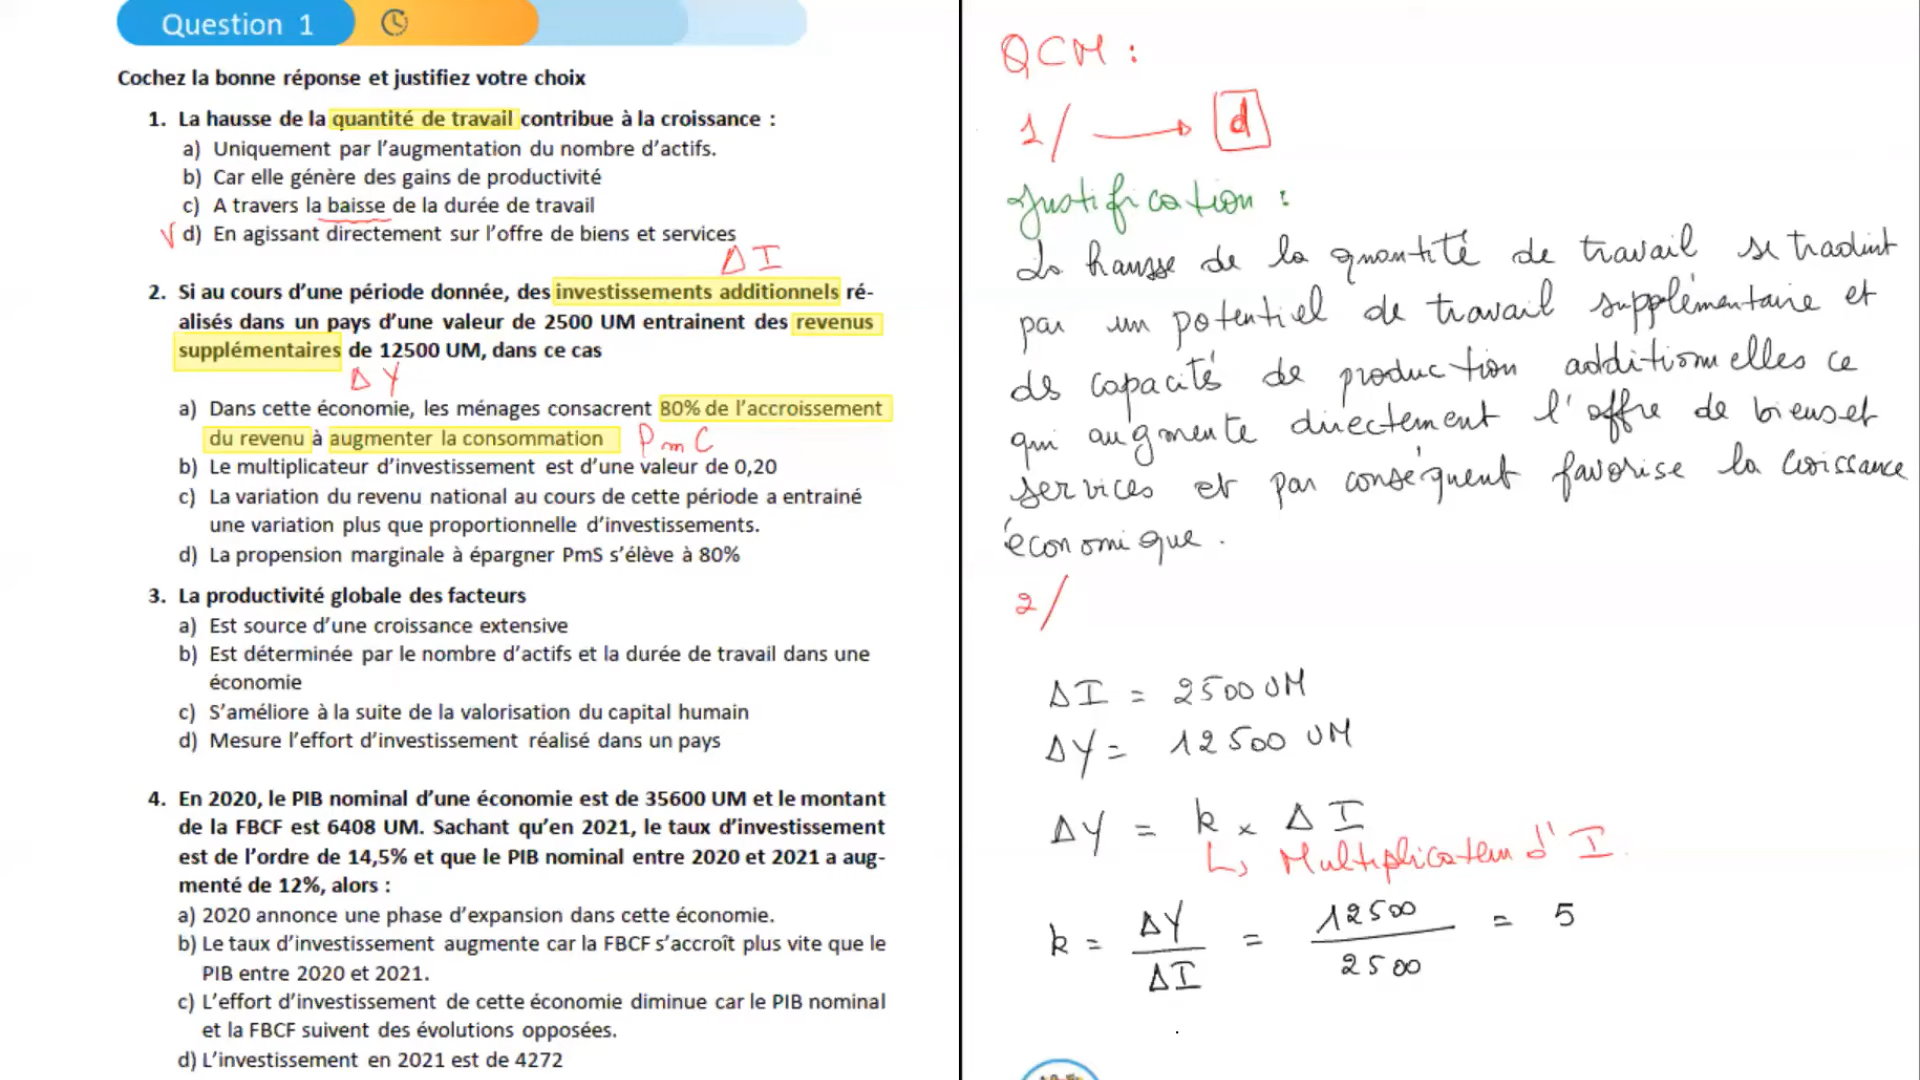 Question 1
Cochez la bonne réponse et justifiez votre choix
1. La hausse de la quantité de travail contribue à la croissance :
a) Uniquement par l’augmentation du nombre d’actifs.
b) Car elle génère des gains de productivité
c) A travers la baisse de la durée de travail
√ d) En agissant directement sur l’offre de biens et services
Δ I
2. Si au cours d’une période donnée, des investissements additionnels ré-
alisés dans un pays d’une valeur de 2500 UM entrainent des revenus
supplémentaires de 12500 UM, dans ce cas
Δ Y
a) Dans cette économie, les ménages consacrent 80% de l’accroissement
du revenu à augmenter la consommation PmC
b) Le multiplicateur d’investissement est d’une valeur de 0,20
c) La variation du revenu national au cours de cette période a entrainé
une variation plus que proportionnelle d’investissements.
d) La propension marginale à épargner PmS s’élève à 80%
3. La productivité globale des facteurs
a) Est source d’une croissance extensive
b) Est déterminée par le nombre d’actifs et la durée de travail dans une
économie
c) S’améliore à la suite de la valorisation du capital humain
d) Mesure l’effort d’investissement réalisé dans un pays
4. En 2020, le PIB nominal d’une économie est de 35600 UM et le montant
de la FBCF est 6408 UM. Sachant qu’en 2021, le taux d’investissement
est de l’ordre de 14,5% et que le PIB nominal entre 2020 et 2021 a aug-
menté de 12%, alors :
a) 2020 annonce une phase d’expansion dans cette économie.
b) Le taux d’investissement augmente car la FBCF s’accroît plus vite que le
PIB entre 2020 et 2021.
c) L’effort d’investissement de cette économie diminue car le PIB nominal
et la FBCF suivent des évolutions opposées.
d) L’investissement en 2021 est de 4272
QCM :
1/ → d
Justification :
La hausse de la quantité de travail se traduit
par un potentiel de travail supplémentaire et
des capacités de production additionnelles ce
qui augmente directement l'offre de biens et
services et par conséquent favorise la croissance
économique.
2/
Δ I = 2500 UM
Δ Y = 12500 UM
Δ Y = k × Δ I
↳ Multiplicateur d' I
k = ΔY / ΔI = 12500 / 2500 = 5